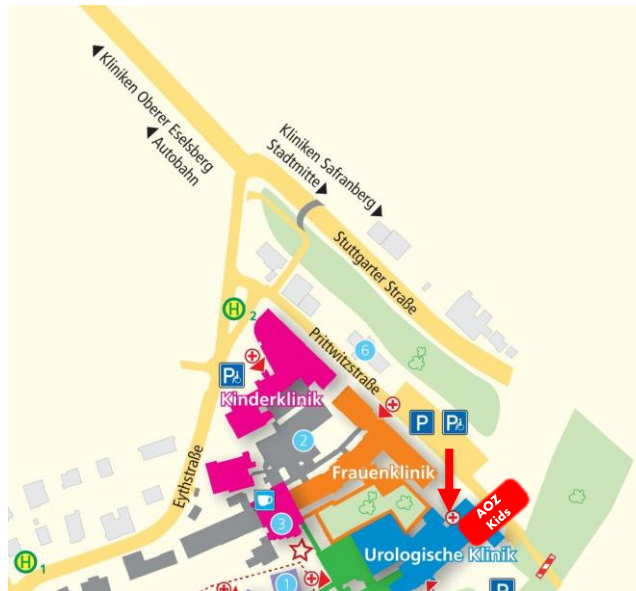 Kliniken Oberer Eselsberg
Autobahn
Kliniken Safranberg
Stadtmitte
Stuttgarter Straße
H 2
Prittwitzstraße
6
P
Kinderklinik
P
P
2
Frauenklinik
Eythstraße
3
AOZ
Kids
Urologische Klinik
H 1
1
P